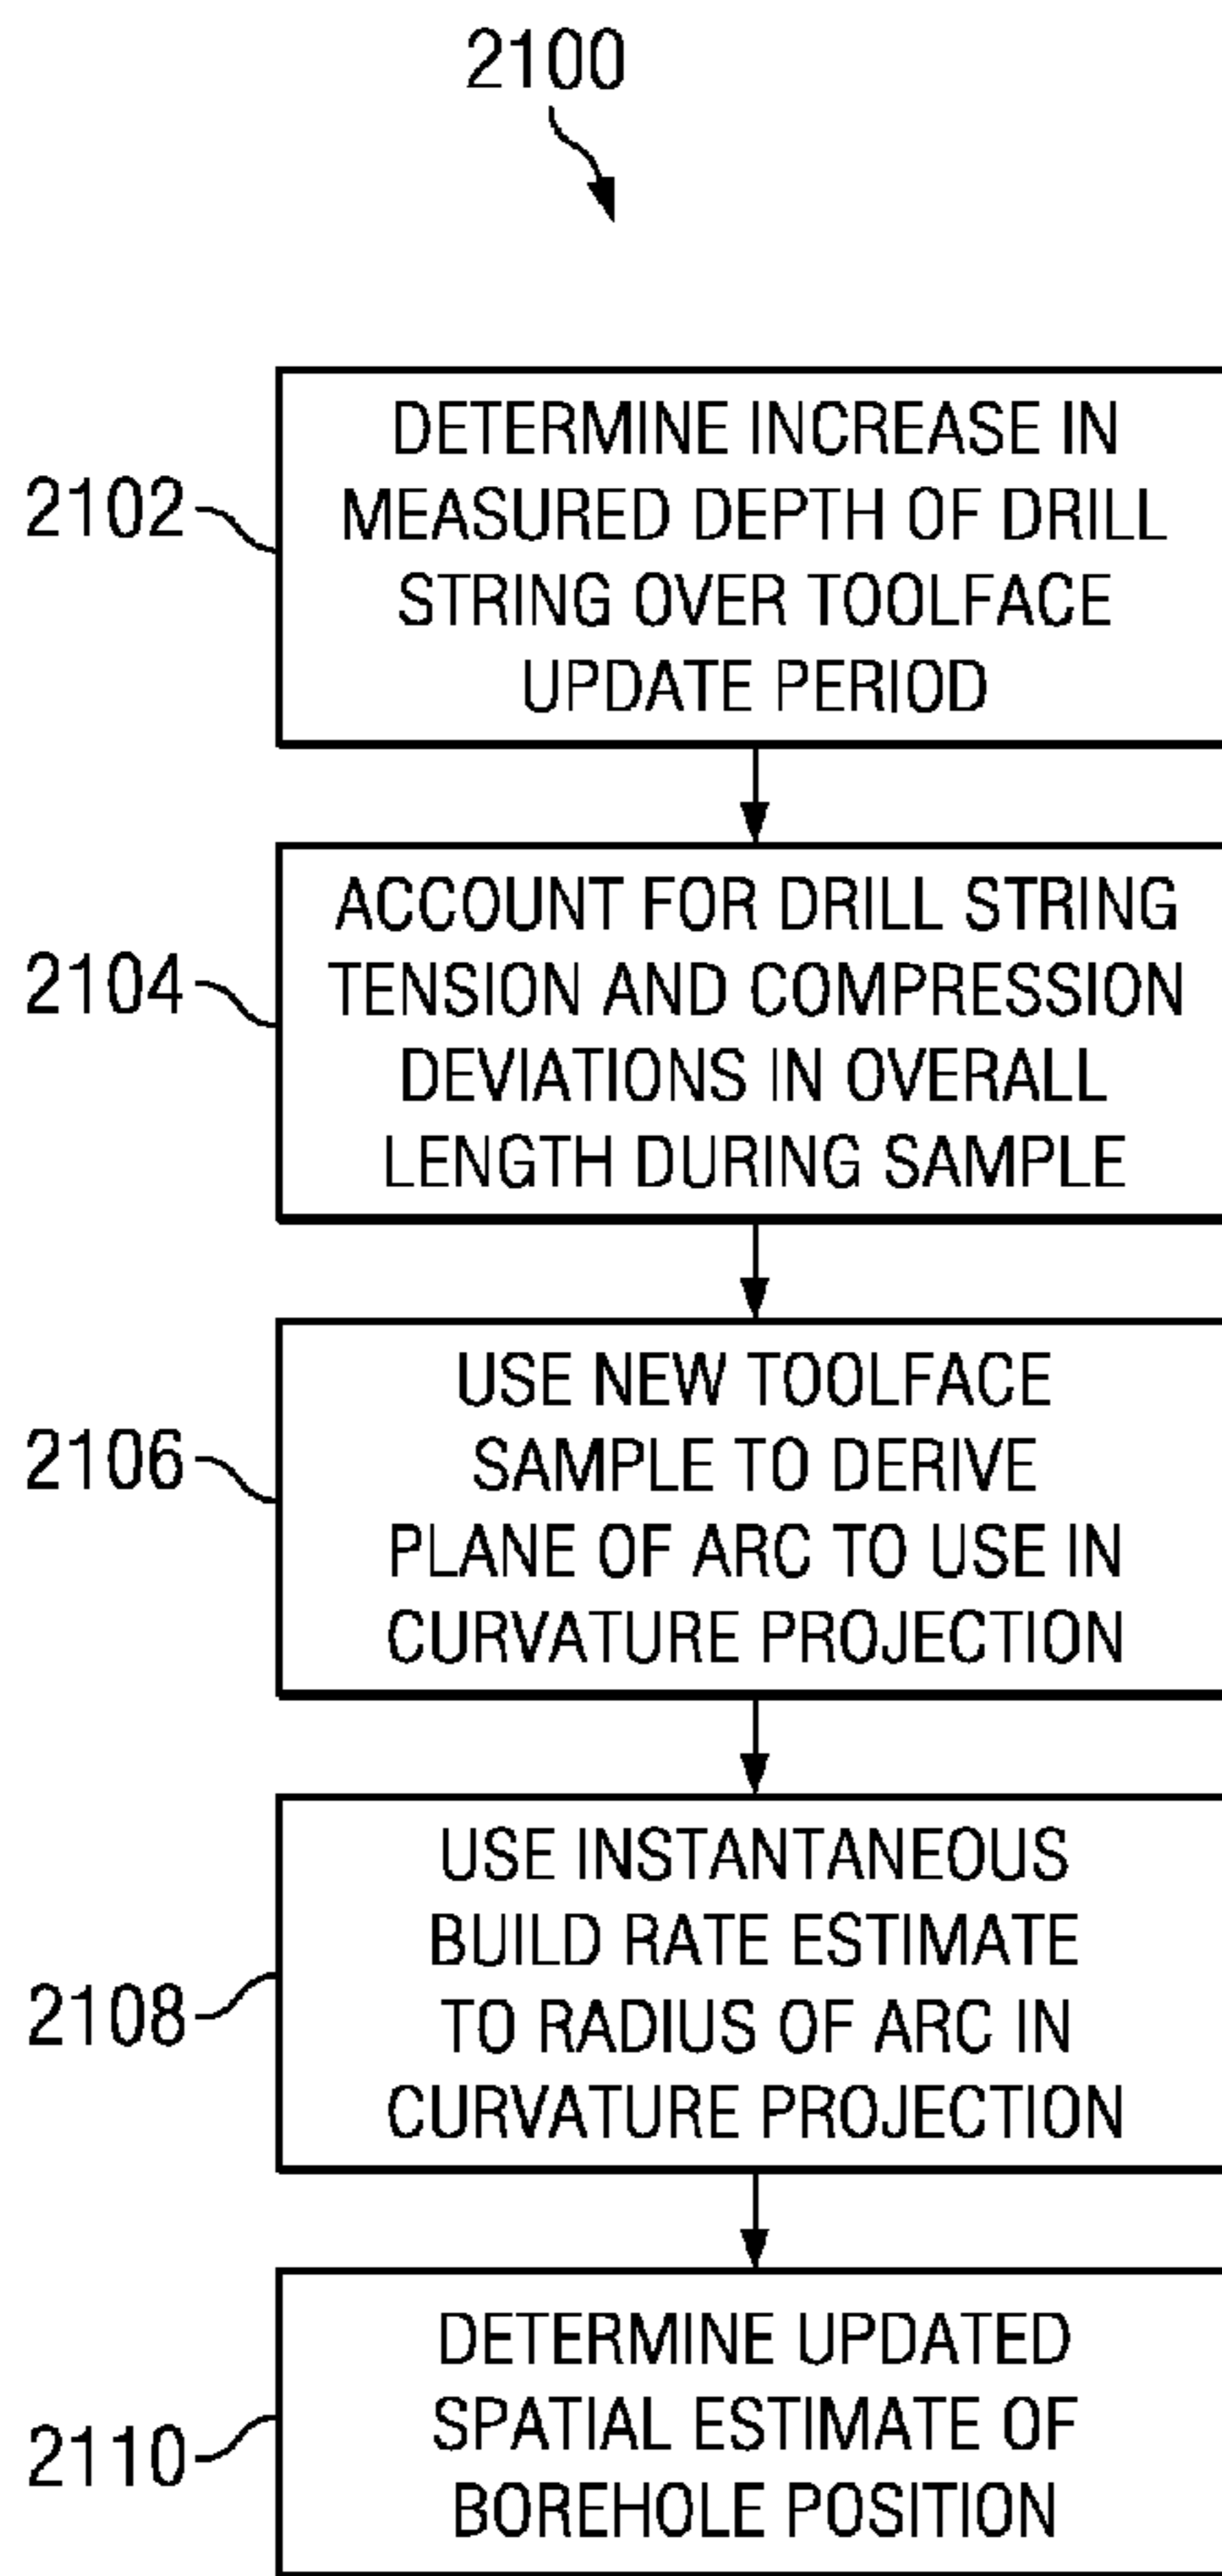 2100
2102
DETERMINE INCREASE IN
MEASURED DEPTH OF DRILL
STRING OVER TOOLFACE
UPDATE PERIOD
2104
ACCOUNT FOR DRILL STRING
TENSION AND COMPRESSION
DEVIATIONS IN OVERALL
LENGTH DURING SAMPLE
2106
USE NEW TOOLFACE
SAMPLE TO DERIVE
PLANE OF ARC TO USE IN
CURVATURE PROJECTION
2108
USE INSTANTANEOUS
BUILD RATE ESTIMATE
TO RADIUS OF ARC IN
CURVATURE PROJECTION
2110
DETERMINE UPDATED
SPATIAL ESTIMATE OF
BOREHOLE POSITION